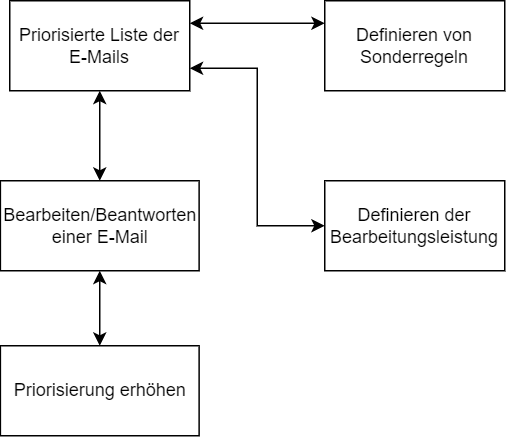 Priorisierte Liste der
E-Mails
Definieren von
Sonderregeln
Bearbeiten/Beantworten
einer E-Mail
Definieren der
Bearbeitungsleistung
Priorisierung erhöhen